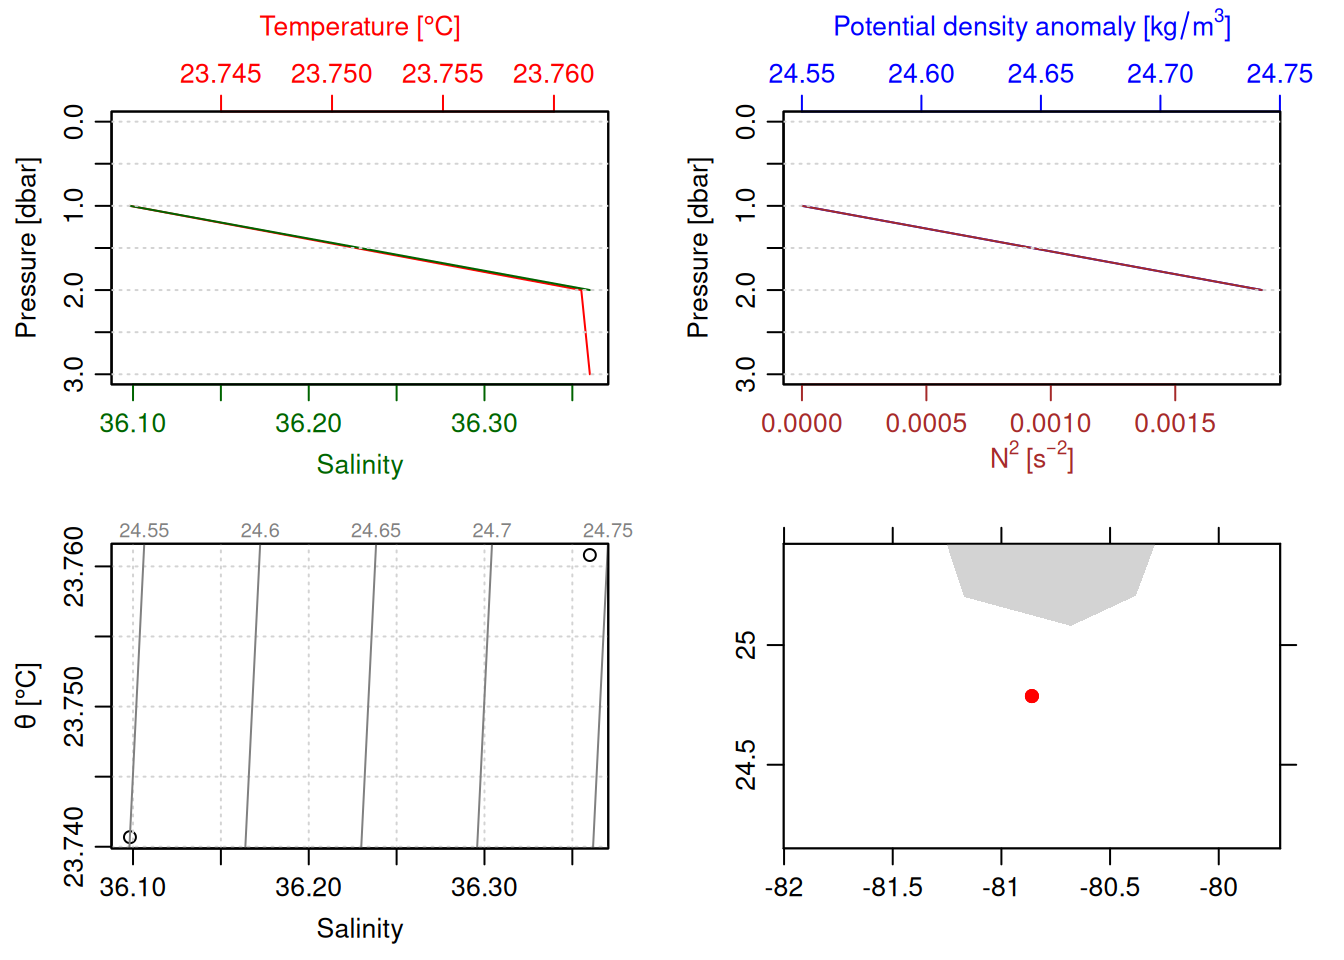 Temperature [°C]
23.745 23.750 23.755 23.760
Pressure [dbar]
0.0
1.0
2.0
3.0
36.10 36.20 36.30
Salinity
Potential density anomaly [kg/m³]
24.55 24.60 24.65 24.70 24.75
Pressure [dbar]
0.0
1.0
2.0
3.0
0.0000 0.0005 0.0010 0.0015
N² [s⁻²]
24.55 24.6 24.65 24.7 24.75
θ [°C]
23.760
23.750
23.740
36.10 36.20 36.30
Salinity
25
24.5
-82 -81.5 -81 -80.5 -80